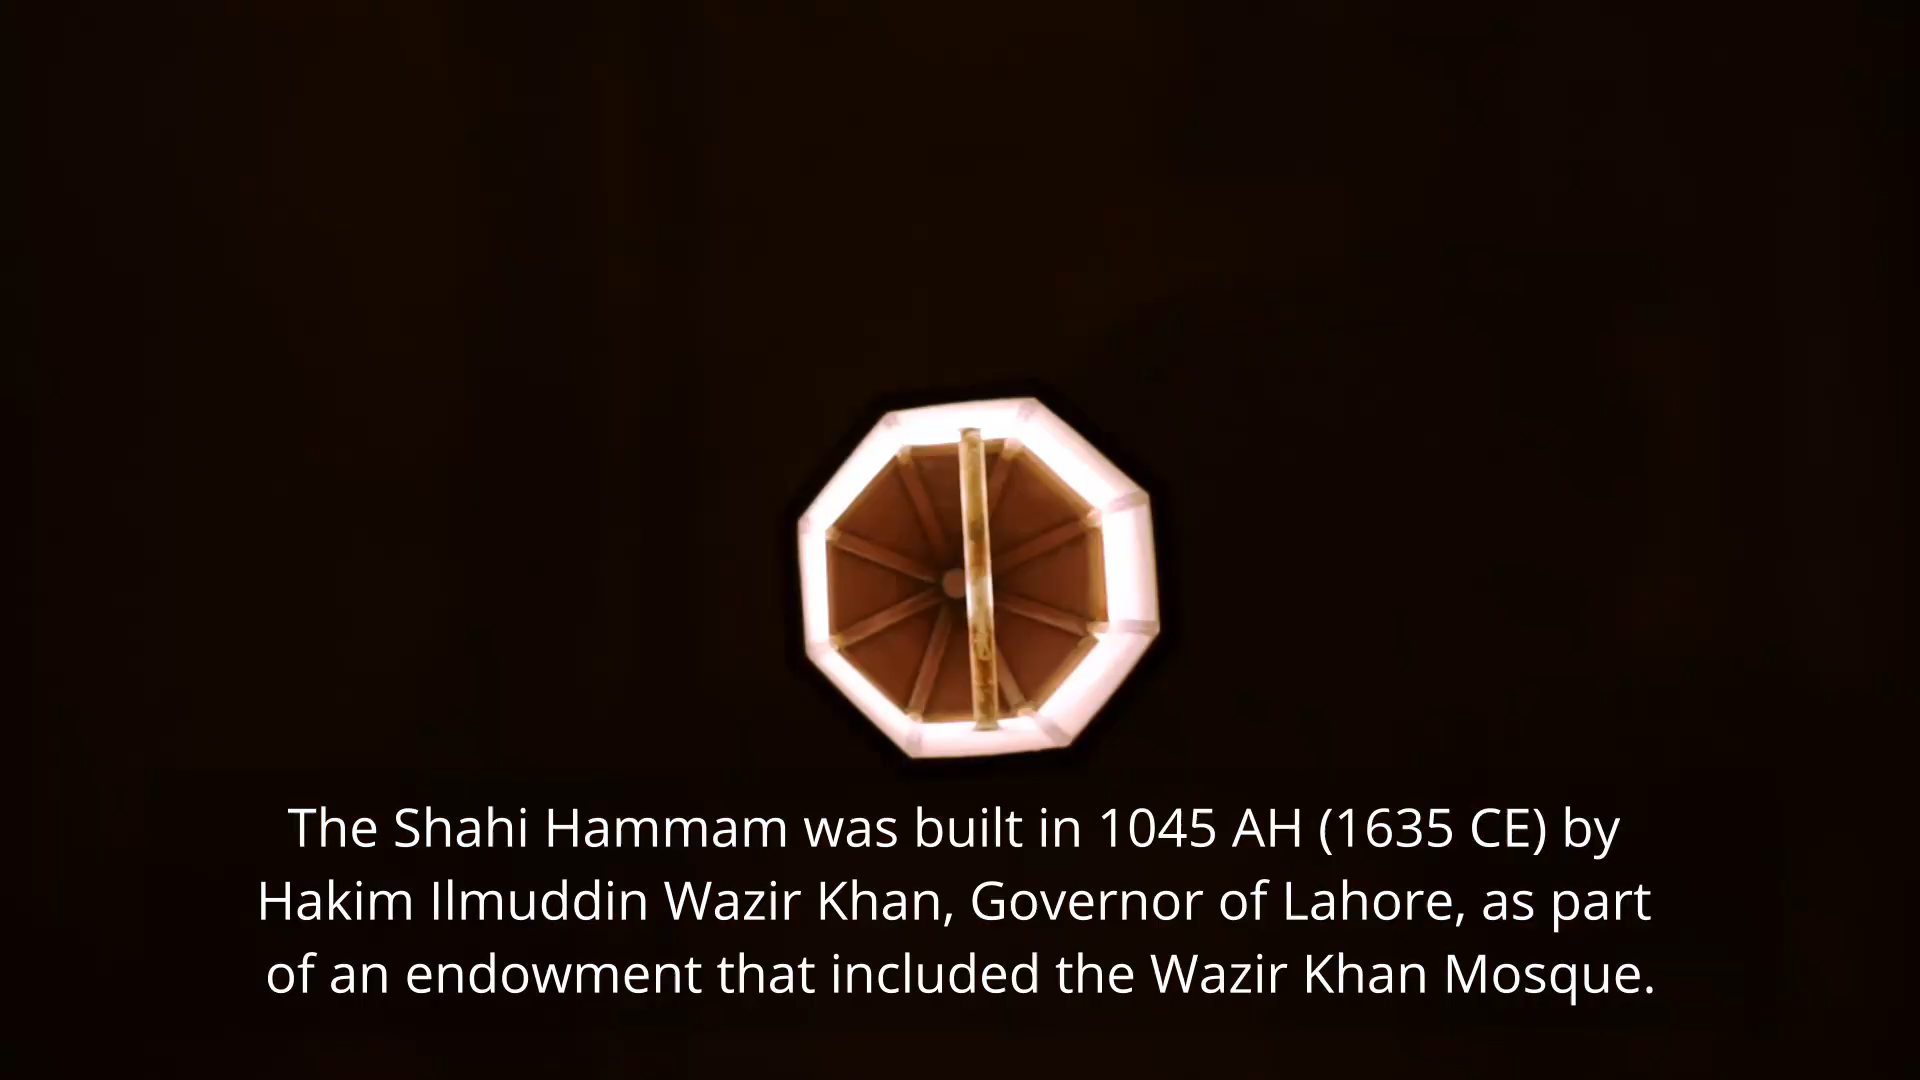 The Shahi Hammam was built in 1045 AH (1635 CE) by
Hakim Ilmuddin Wazir Khan, Governor of Lahore, as part
of an endowment that included the Wazir Khan Mosque.